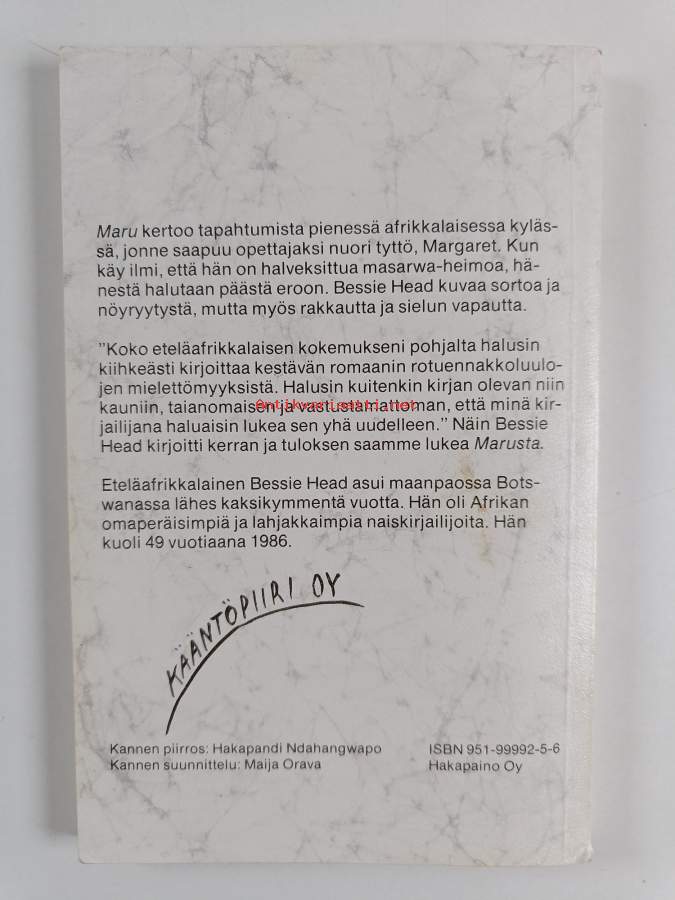 Maru kertoo tapahtumista pienessä afrikkalaisessa kyläs-
sä, jonne saapuu opettajaksi nuori tyttö, Margaret. Kun
käy ilmi, että hän on halveksittua masarwa-heimoa, hä-
nestä halutaan päästä eroon. Bessie Head kuvaa sortoa ja
nöyryytystä, mutta myös rakkautta ja sielun vapautta.
"Koko eteläafrikkalaisen kokemukseni pohjalta halusin
kiihkeästi kirjoittaa kestävän romaanin rotuennakkoluulo-
jen mielettömyyksistä. Halusin kuitenkin kirjan olevan niin
kauniin, taianomaisen ja vastustamattoman, että minä kir-
Antikvariaatti.net
jailijana haluaisin lukea sen yhä uudelleen." Näin Bessie
Head kirjoitti kerran ja tuloksen saamme lukea Marusta.
Eteläafrikkalainen Bessie Head asui maanpaossa Bots-
wanassa lähes kaksikymmentä vuotta. Hän oli Afrikan
omaperäisimpiä ja lahjakkaimpia naiskirjailijoita. Hän
kuoli 49 vuotiaana 1986.
KÄÄNTÖPIIRI OY
Kannen piirros: Hakapandi Ndahangwapo
Kannen suunnittelu: Maija Orava
ISBN 951-99992-5-6
Hakapaino Oy